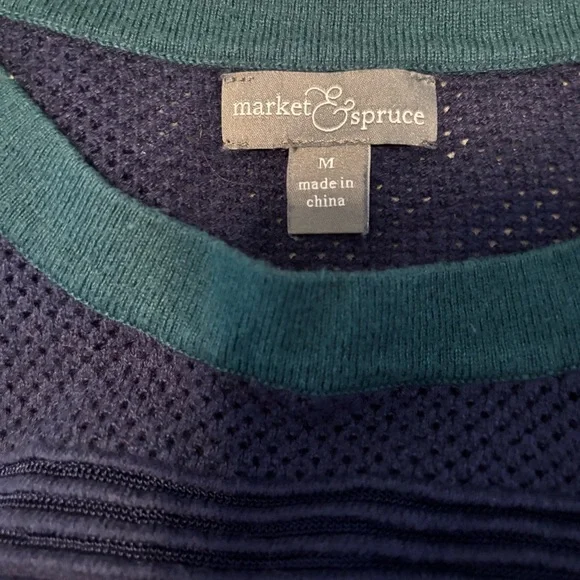 market & spruce
M
made in
china